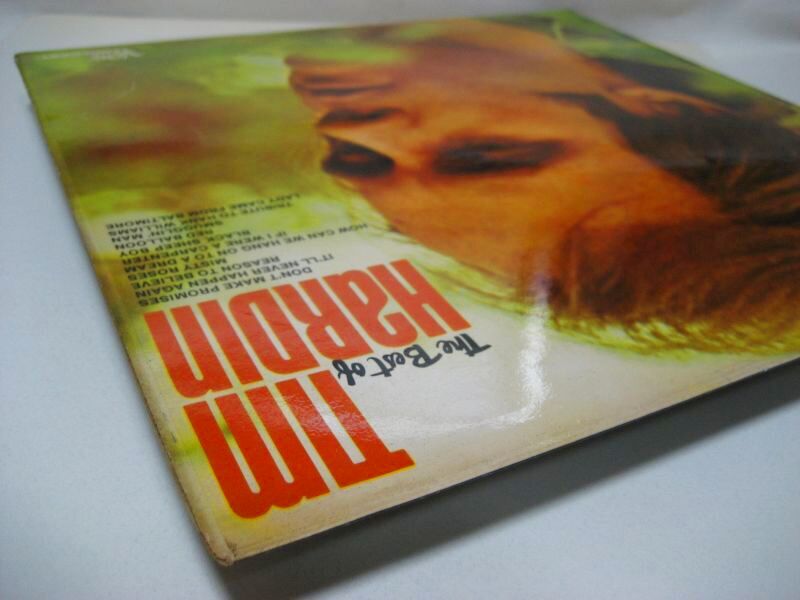 The Best of
TIM
HARDIN
DON'T MAKE PROMISES
IT'LL NEVER HAPPEN AGAIN
REASON TO BELIEVE
MISTY ROSES
HOW CAN WE HANG ON TO A DREAM
IF I WERE A CARPENTER
BLACK SHEEP BOY
RED BALLOON
SMUGGLIN' MAN
TRIBUTE TO HANK WILLIAMS
LADY CAME FROM BALTIMORE